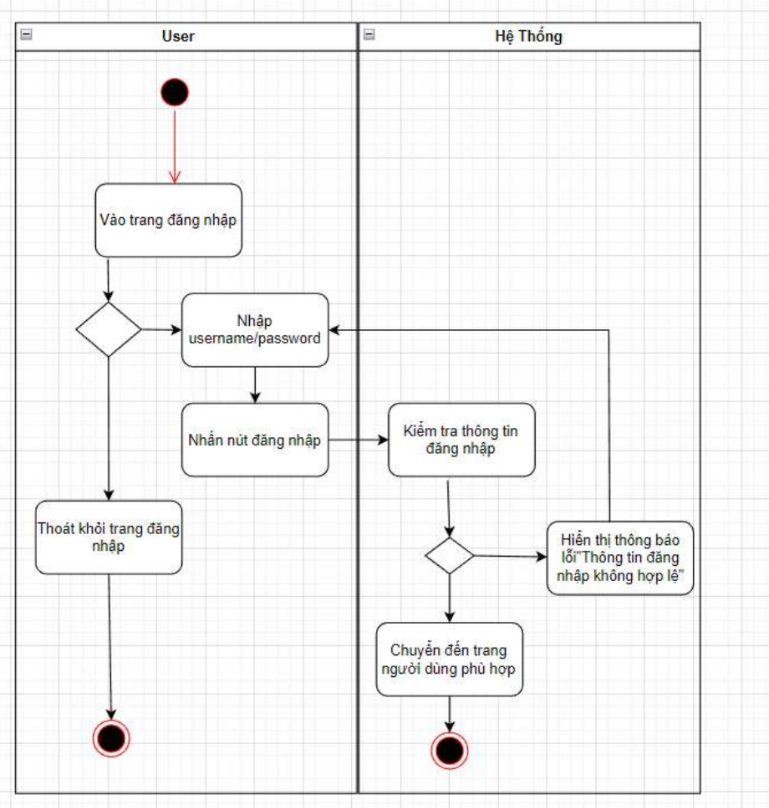 User
Hệ Thống
Vào trang đăng nhập
Nhập
username/password
Nhấn nút đăng nhập
Kiểm tra thông tin
đăng nhập
Thoát khỏi trang đăng
nhập
Hiển thị thông báo
lỗi"Thông tin đăng
nhập không hợp lệ"
Chuyển đến trang
người dùng phù hợp